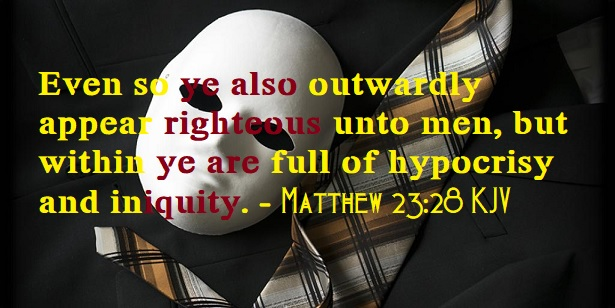 Even so ye also outwardly
appear righteous unto men, but
within ye are full of hypocrisy
and iniquity. - Matthew 23:28 KJV